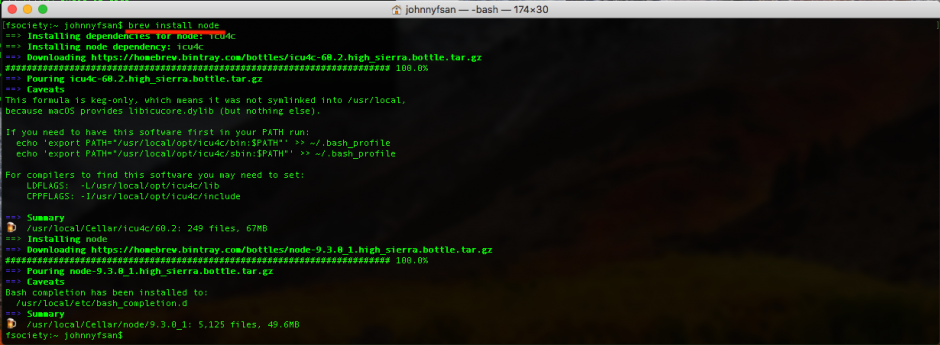 johnnyfsan — -bash — 174×30
[fsociety:~ johnnyfsan$ brew install node
==> Installing dependencies for node: icu4c
==> Installing node dependency: icu4c
==> Downloading https://homebrew.bintray.com/bottles/icu4c-60.2.high_sierra.bottle.tar.gz
######################################################################## 100.0%
==> Pouring icu4c-60.2.high_sierra.bottle.tar.gz
==> Caveats
This formula is keg-only, which means it was not symlinked into /usr/local,
because macOS provides libicucore.dylib (but nothing else).
If you need to have this software first in your PATH run:
echo 'export PATH="/usr/local/opt/icu4c/bin:$PATH"' >> ~/.bash_profile
echo 'export PATH="/usr/local/opt/icu4c/sbin:$PATH"' >> ~/.bash_profile
For compilers to find this software you may need to set:
LDFLAGS:  -L/usr/local/opt/icu4c/lib
CPPFLAGS: -I/usr/local/opt/icu4c/include
==> Summary
🍺  /usr/local/Cellar/icu4c/60.2: 249 files, 67MB
==> Installing node
==> Downloading https://homebrew.bintray.com/bottles/node-9.3.0_1.high_sierra.bottle.tar.gz
######################################################################## 100.0%
==> Pouring node-9.3.0_1.high_sierra.bottle.tar.gz
==> Caveats
Bash completion has been installed to:
/usr/local/etc/bash_completion.d
==> Summary
🍺  /usr/local/Cellar/node/9.3.0_1: 5,125 files, 49.6MB
fsociety:~ johnnyfsan$